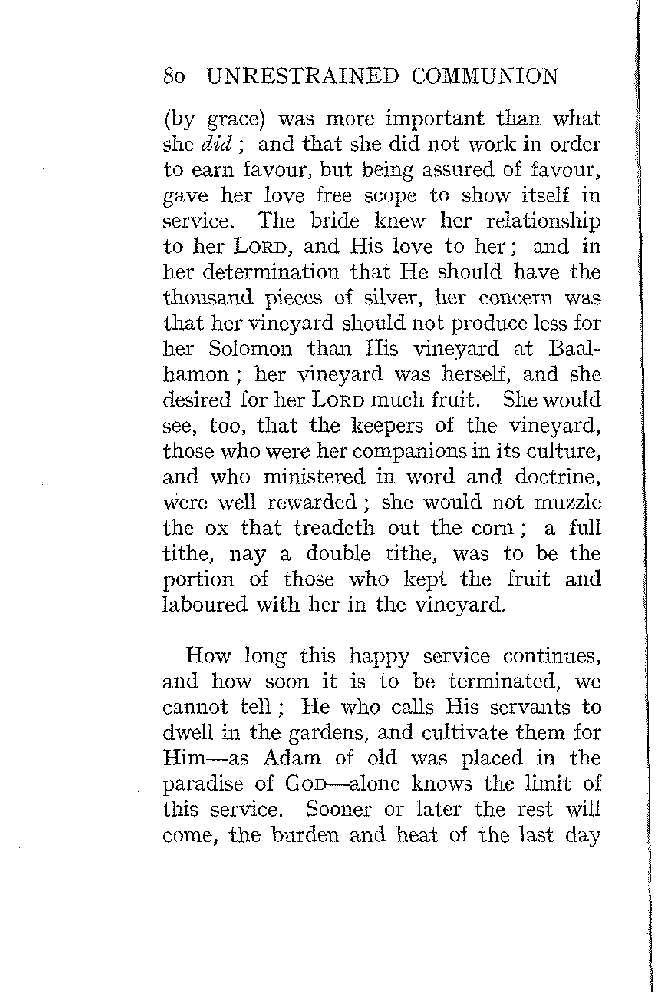 80 UNRESTRAINED COMMUNION
(by grace) was more important than what
she did ; and that she did not work in order
to earn favour, but being assured of favour,
gave her love free scope to show itself in
service. The bride knew her relationship
to her LORD, and His love to her ; and in
her determination that He should have the
thousand pieces of silver, her concern was
that her vineyard should not produce less for
her Solomon than His vineyard at Baal-
hamon ; her vineyard was herself, and she
desired for her LORD much fruit. She would
see, too, that the keepers of the vineyard,
those who were her companions in its culture,
and who ministered in word and doctrine,
were well rewarded ; she would not muzzle
the ox that treadeth out the corn ; a full
tithe, nay a double tithe, was to be the
portion of those who kept the fruit and
laboured with her in the vineyard.
How long this happy service continues,
and how soon it is to be terminated, we
cannot tell ; He who calls His servants to
dwell in the gardens, and cultivate them for
Him—as Adam of old was placed in the
paradise of GOD—alone knows the limit of
this service. Sooner or later the rest will
come, the burden and heat of the last day